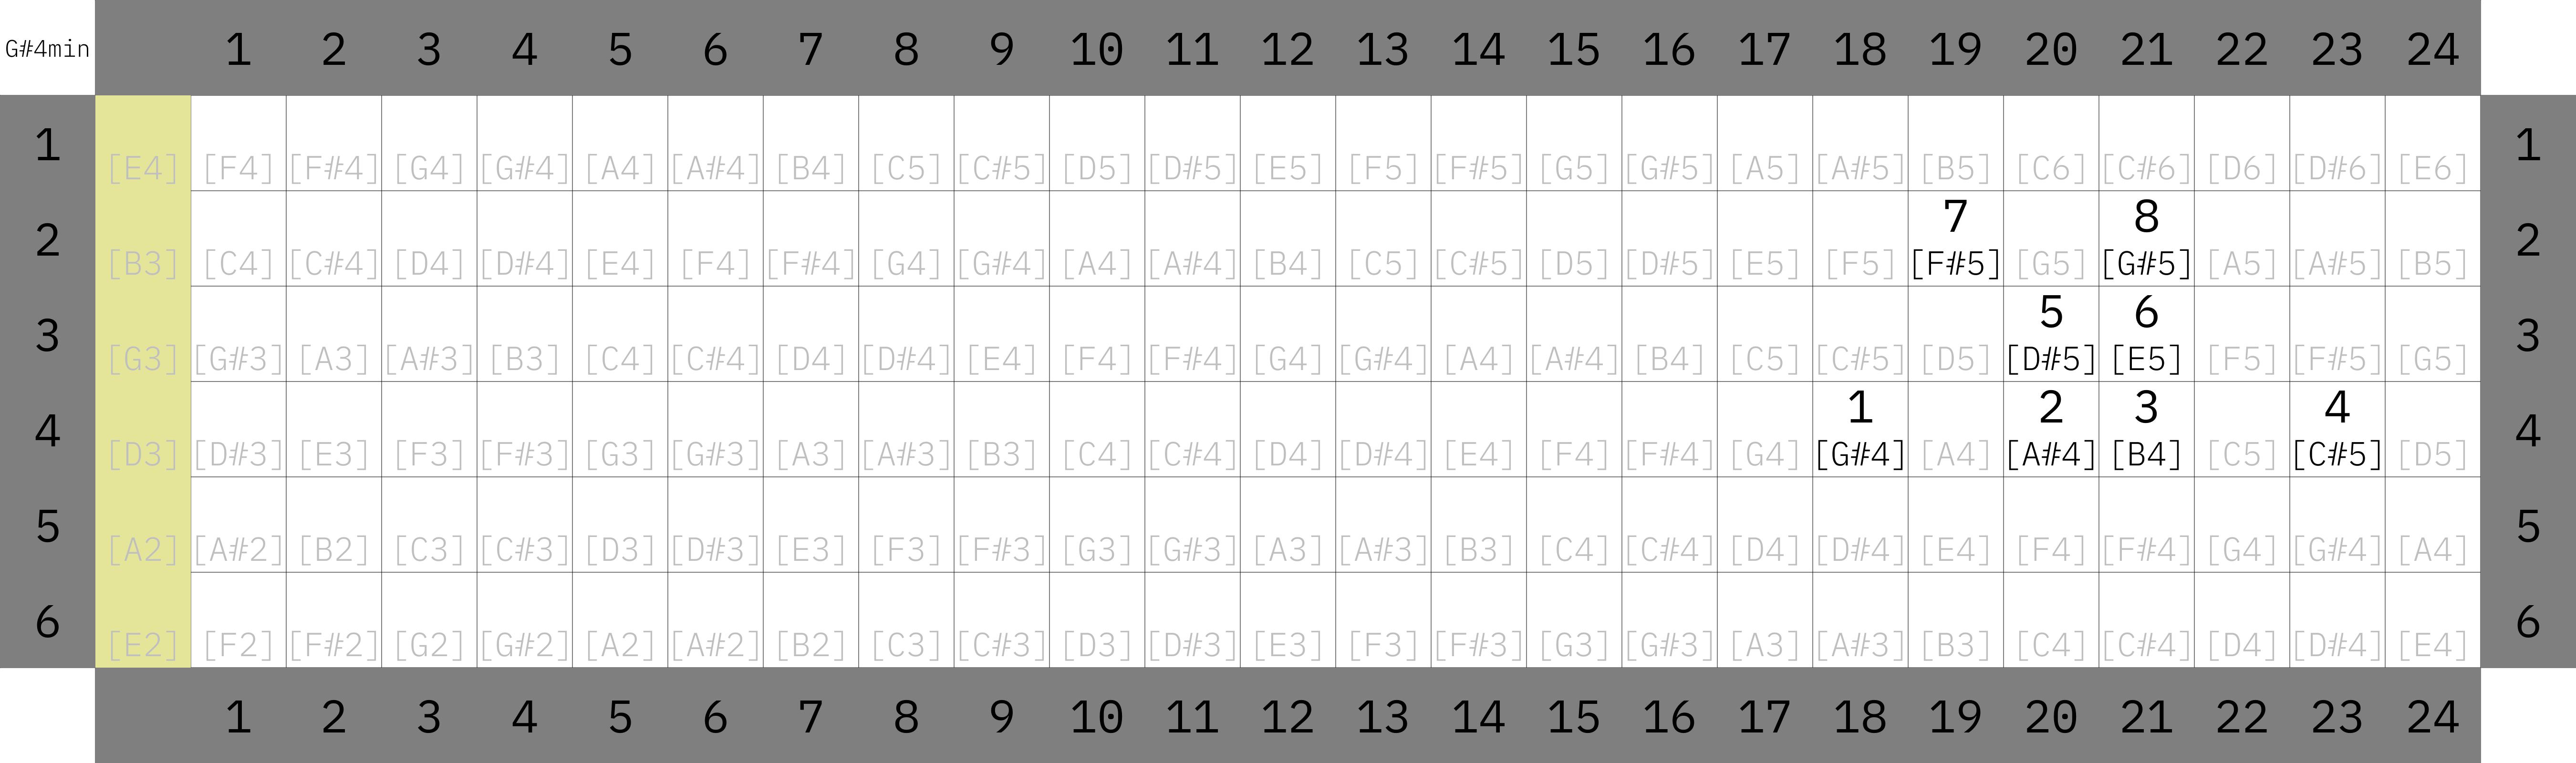 G#4min 1 2 3 4 5 6 7 8 9 10 11 12 13 14 15 16 17 18 19 20 21 22 23 24
1 [E4] [F4] [F#4] [G4] [G#4] [A4] [A#4] [B4] [C5] [C#5] [D5] [D#5] [E5] [F5] [F#5] [G5] [G#5] [A5] [A#5] [B5] [C6] [C#6] [D6] [D#6] [E6] 1
7 8
2 [B3] [C4] [C#4] [D4] [D#4] [E4] [F4] [F#4] [G4] [G#4] [A4] [A#4] [B4] [C5] [C#5] [D5] [D#5] [E5] [F5] [F#5] [G5] [G#5] [A5] [A#5] [B5] 2
5 6
3 [G3] [G#3] [A3] [A#3] [B3] [C4] [C#4] [D4] [D#4] [E4] [F4] [F#4] [G4] [G#4] [A4] [A#4] [B4] [C5] [C#5] [D5] [D#5] [E5] [F5] [F#5] [G5] 3
1 2 3 4
4 [D3] [D#3] [E3] [F3] [F#3] [G3] [G#3] [A3] [A#3] [B3] [C4] [C#4] [D4] [D#4] [E4] [F4] [F#4] [G4] [G#4] [A4] [A#4] [B4] [C5] [C#5] [D5] 4
5 [A2] [A#2] [B2] [C3] [C#3] [D3] [D#3] [E3] [F3] [F#3] [G3] [G#3] [A3] [A#3] [B3] [C4] [C#4] [D4] [D#4] [E4] [F4] [F#4] [G4] [G#4] [A4] 5
6 [E2] [F2] [F#2] [G2] [G#2] [A2] [A#2] [B2] [C3] [C#3] [D3] [D#3] [E3] [F3] [F#3] [G3] [G#3] [A3] [A#3] [B3] [C4] [C#4] [D4] [D#4] [E4] 6
1 2 3 4 5 6 7 8 9 10 11 12 13 14 15 16 17 18 19 20 21 22 23 24